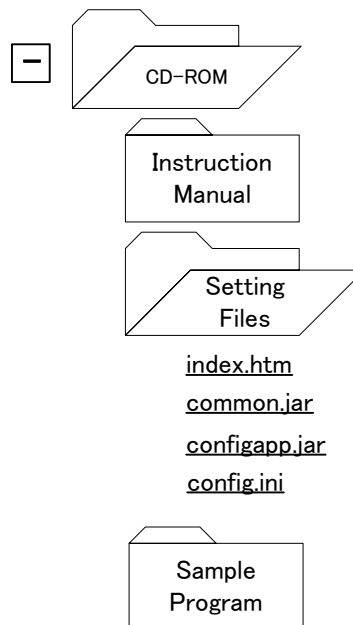 CD-ROM
Instruction
Manual
Setting
Files
index.htm
common.jar
configapp.jar
config.ini
Sample
Program